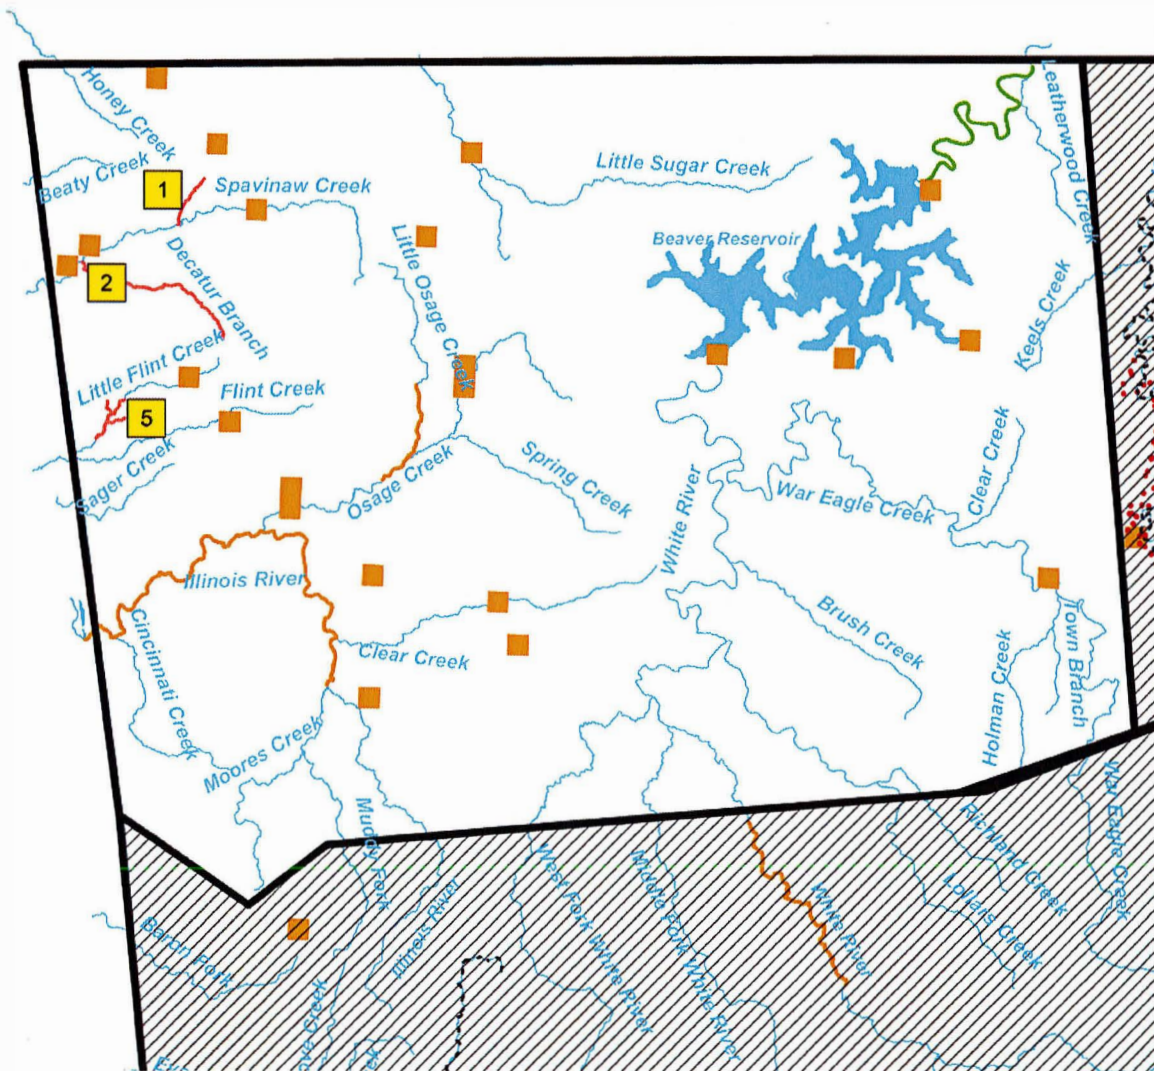 Honey Creek
Leatherwood Creek
Beaty Creek
1
Spavinaw Creek
Little Sugar Creek
Beaver Reservoir
Little Osage Creek
Decatur Branch
2
Keels Creek
Little Flint Creek
Flint Creek
5
Sager Creek
Osage Creek
Spring Creek
White River
War Eagle Creek
Clear Creek
Illinois River
Cincinnati Creek
Clear Creek
Brush Creek
Holman Creek
Town Branch
Moores Creek
Muddy Fork
Illinois River
West Fork White River
Middle Fork White River
White River
Richland Creek
Lollars Creek
War Eagle Creek
Baron Fork
ove Creek
ek